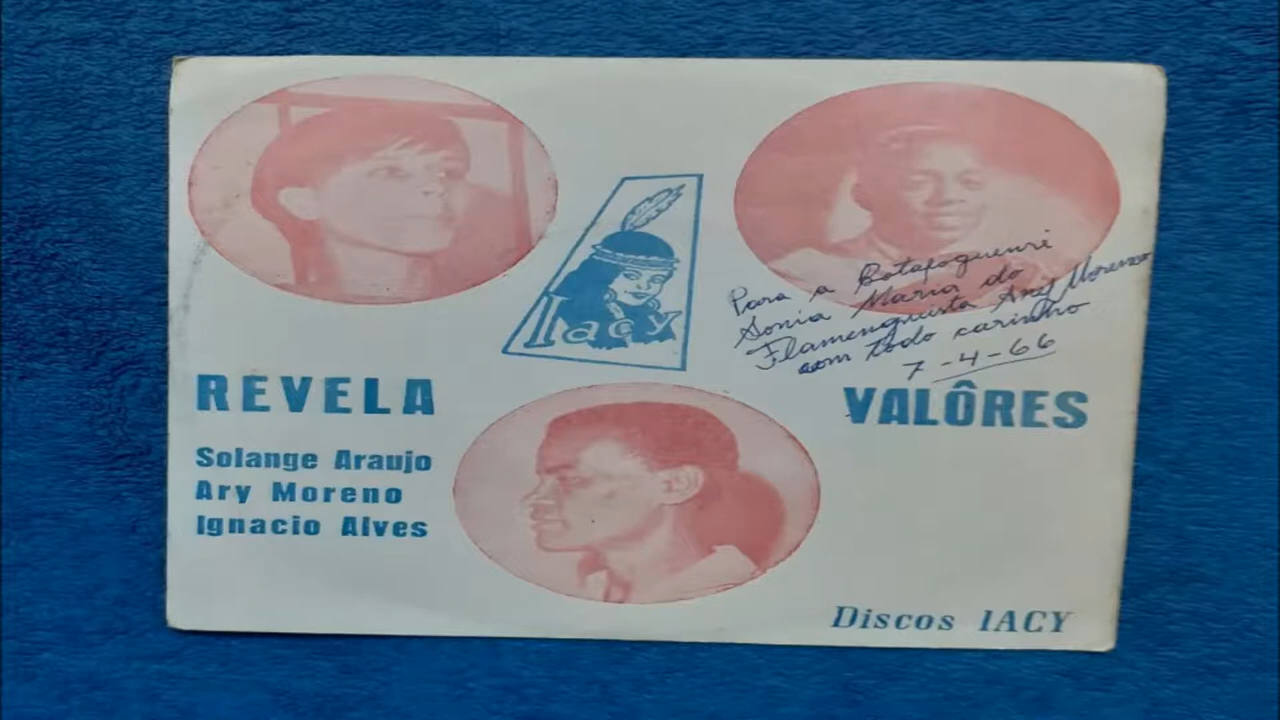 Iacy
Para a Botafoguense
Sonia Maria do
Flamenguista Ary Moreno
com todo carinho
7-4-66
REVELA
VALÔRES
Solange Araujo
Ary Moreno
Ignacio Alves
Discos IACY